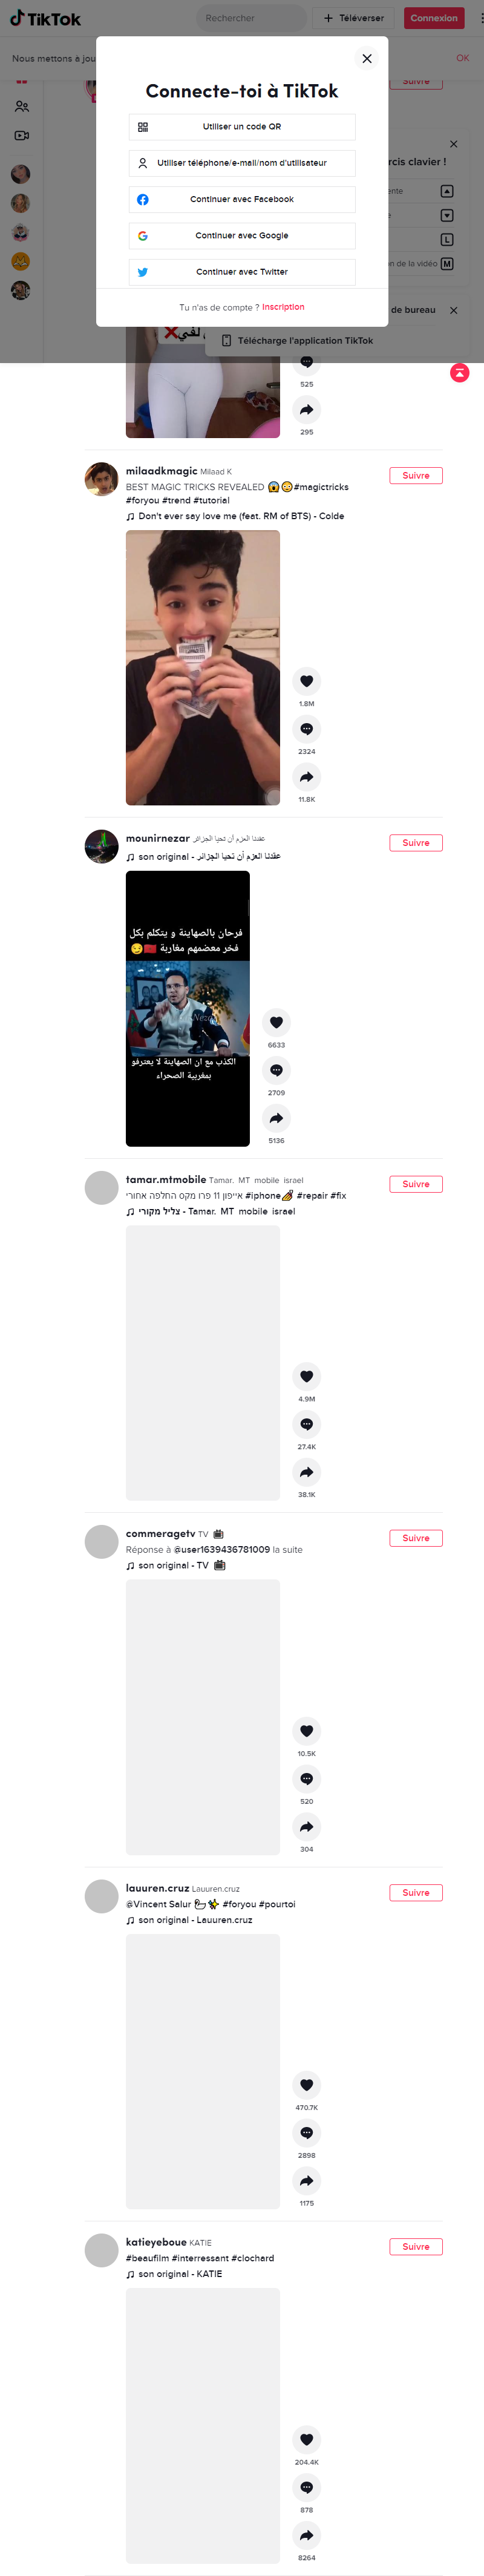 TikTok
Rechercher
Téléverser
Connexion
Nous mettons à jou
OK
Suivre
Connecte-toi à TikTok
Utiliser un code QR
Utiliser téléphone/e-mail/nom d'utilisateur
Continuer avec Facebook
Continuer avec Google
Continuer avec Twitter
Tu n'as de compte ? Inscription
rcis clavier !
ente
L
n de la vidéo M
de bureau
Télécharge l'application TikTok
525
295
milaadkmagic Milaad K
Suivre
BEST MAGIC TRICKS REVEALED 😱😳#magictricks
#foryou #trend #tutorial
Don't ever say love me (feat. RM of BTS) - Colde
1.8M
2324
11.8K
mounirnezar عقدنا العزم أن تحيا الجزائر
Suivre
son original - عقدنا العزم أن تحيا الجزائر
فرحان بالصهاينة و يتكلم بكل
فخر معضمهم مغاربة 🇲🇦😏
الكذب مع ان الصهاينة لا يعترفو
بمغربية الصحراء
6633
2709
5136
tamar.mtmobile Tamar. MT mobile israel
Suivre
אייפון 11 פרו מקס החלפה אחורי #iphone💅 #repair #fix
צליל מקורי - Tamar. MT mobile israel
4.9M
27.4K
38.1K
commeragetv TV 📺
Suivre
Réponse à @user1639436781009 la suite
son original - TV 📺
10.5K
520
304
lauuren.cruz Lauuren.cruz
Suivre
@Vincent Salur #foryou #pourtoi
son original - Lauuren.cruz
470.7K
2898
1175
katieyeboue KATIE
Suivre
#beaufilm #interressant #clochard
son original - KATIE
204.4K
878
8264